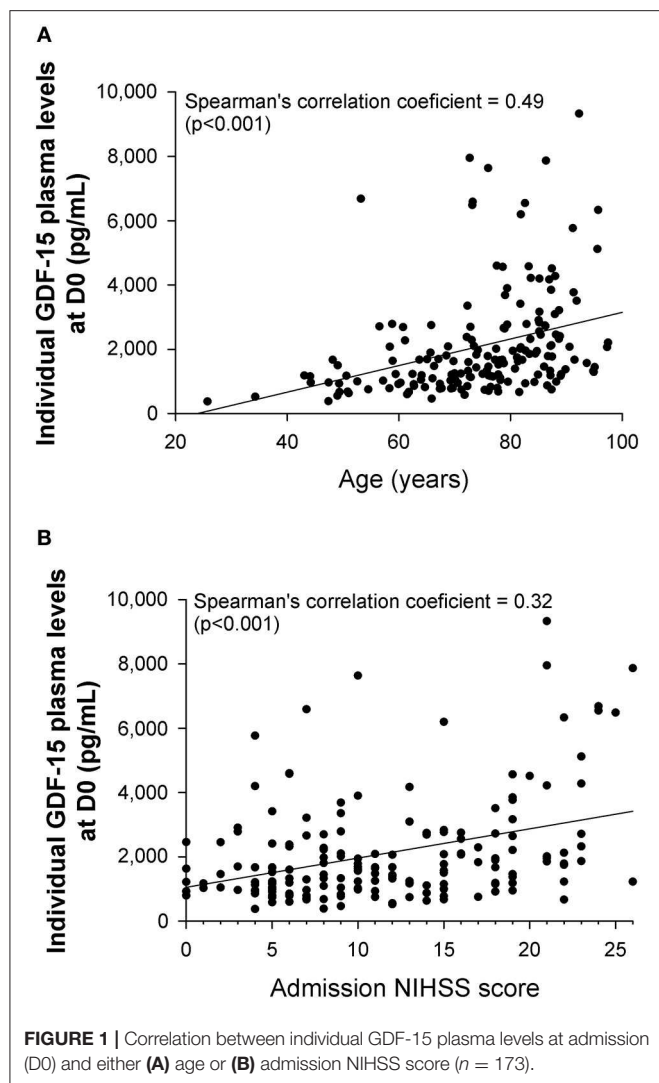 A
Individual GDF-15 plasma levels
at D0 (pg/mL)
10,000
8,000
6,000
4,000
2,000
0
Spearman's correlation coeficient = 0.49
(p<0.001)
20 40 60 80 100
Age (years)
B
Individual GDF-15 plasma levels
at D0 (pg/mL)
10,000
8,000
6,000
4,000
2,000
0
Spearman's correlation coeficient = 0.32
(p<0.001)
0 5 10 15 20 25
Admission NIHSS score
FIGURE 1 | Correlation between individual GDF-15 plasma levels at admission
(D0) and either (A) age or (B) admission NIHSS score (n = 173).